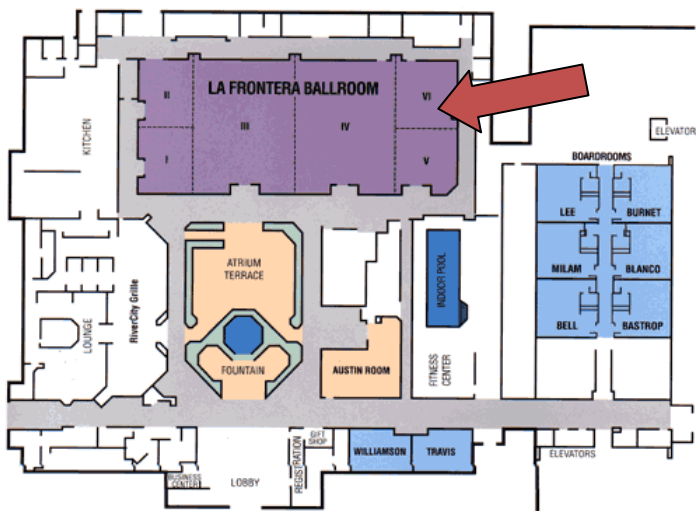 LA FRONTERA BALLROOM
II
VI
III
IV
I
V
KITCHEN
ELEVATOR
BOARDROOMS
LEE
BURNET
MILAM
BLANCO
BELL
BASTROP
ATRIUM
TERRACE
INDOOR POOL
RiverCity Grille
LOUNGE
FOUNTAIN
AUSTIN ROOM
FITNESS
CENTER
GIFT
SHOP
WILLIAMSON
TRAVIS
ELEVATORS
BUSINESS
CENTER
LOBBY
REGISTRATION